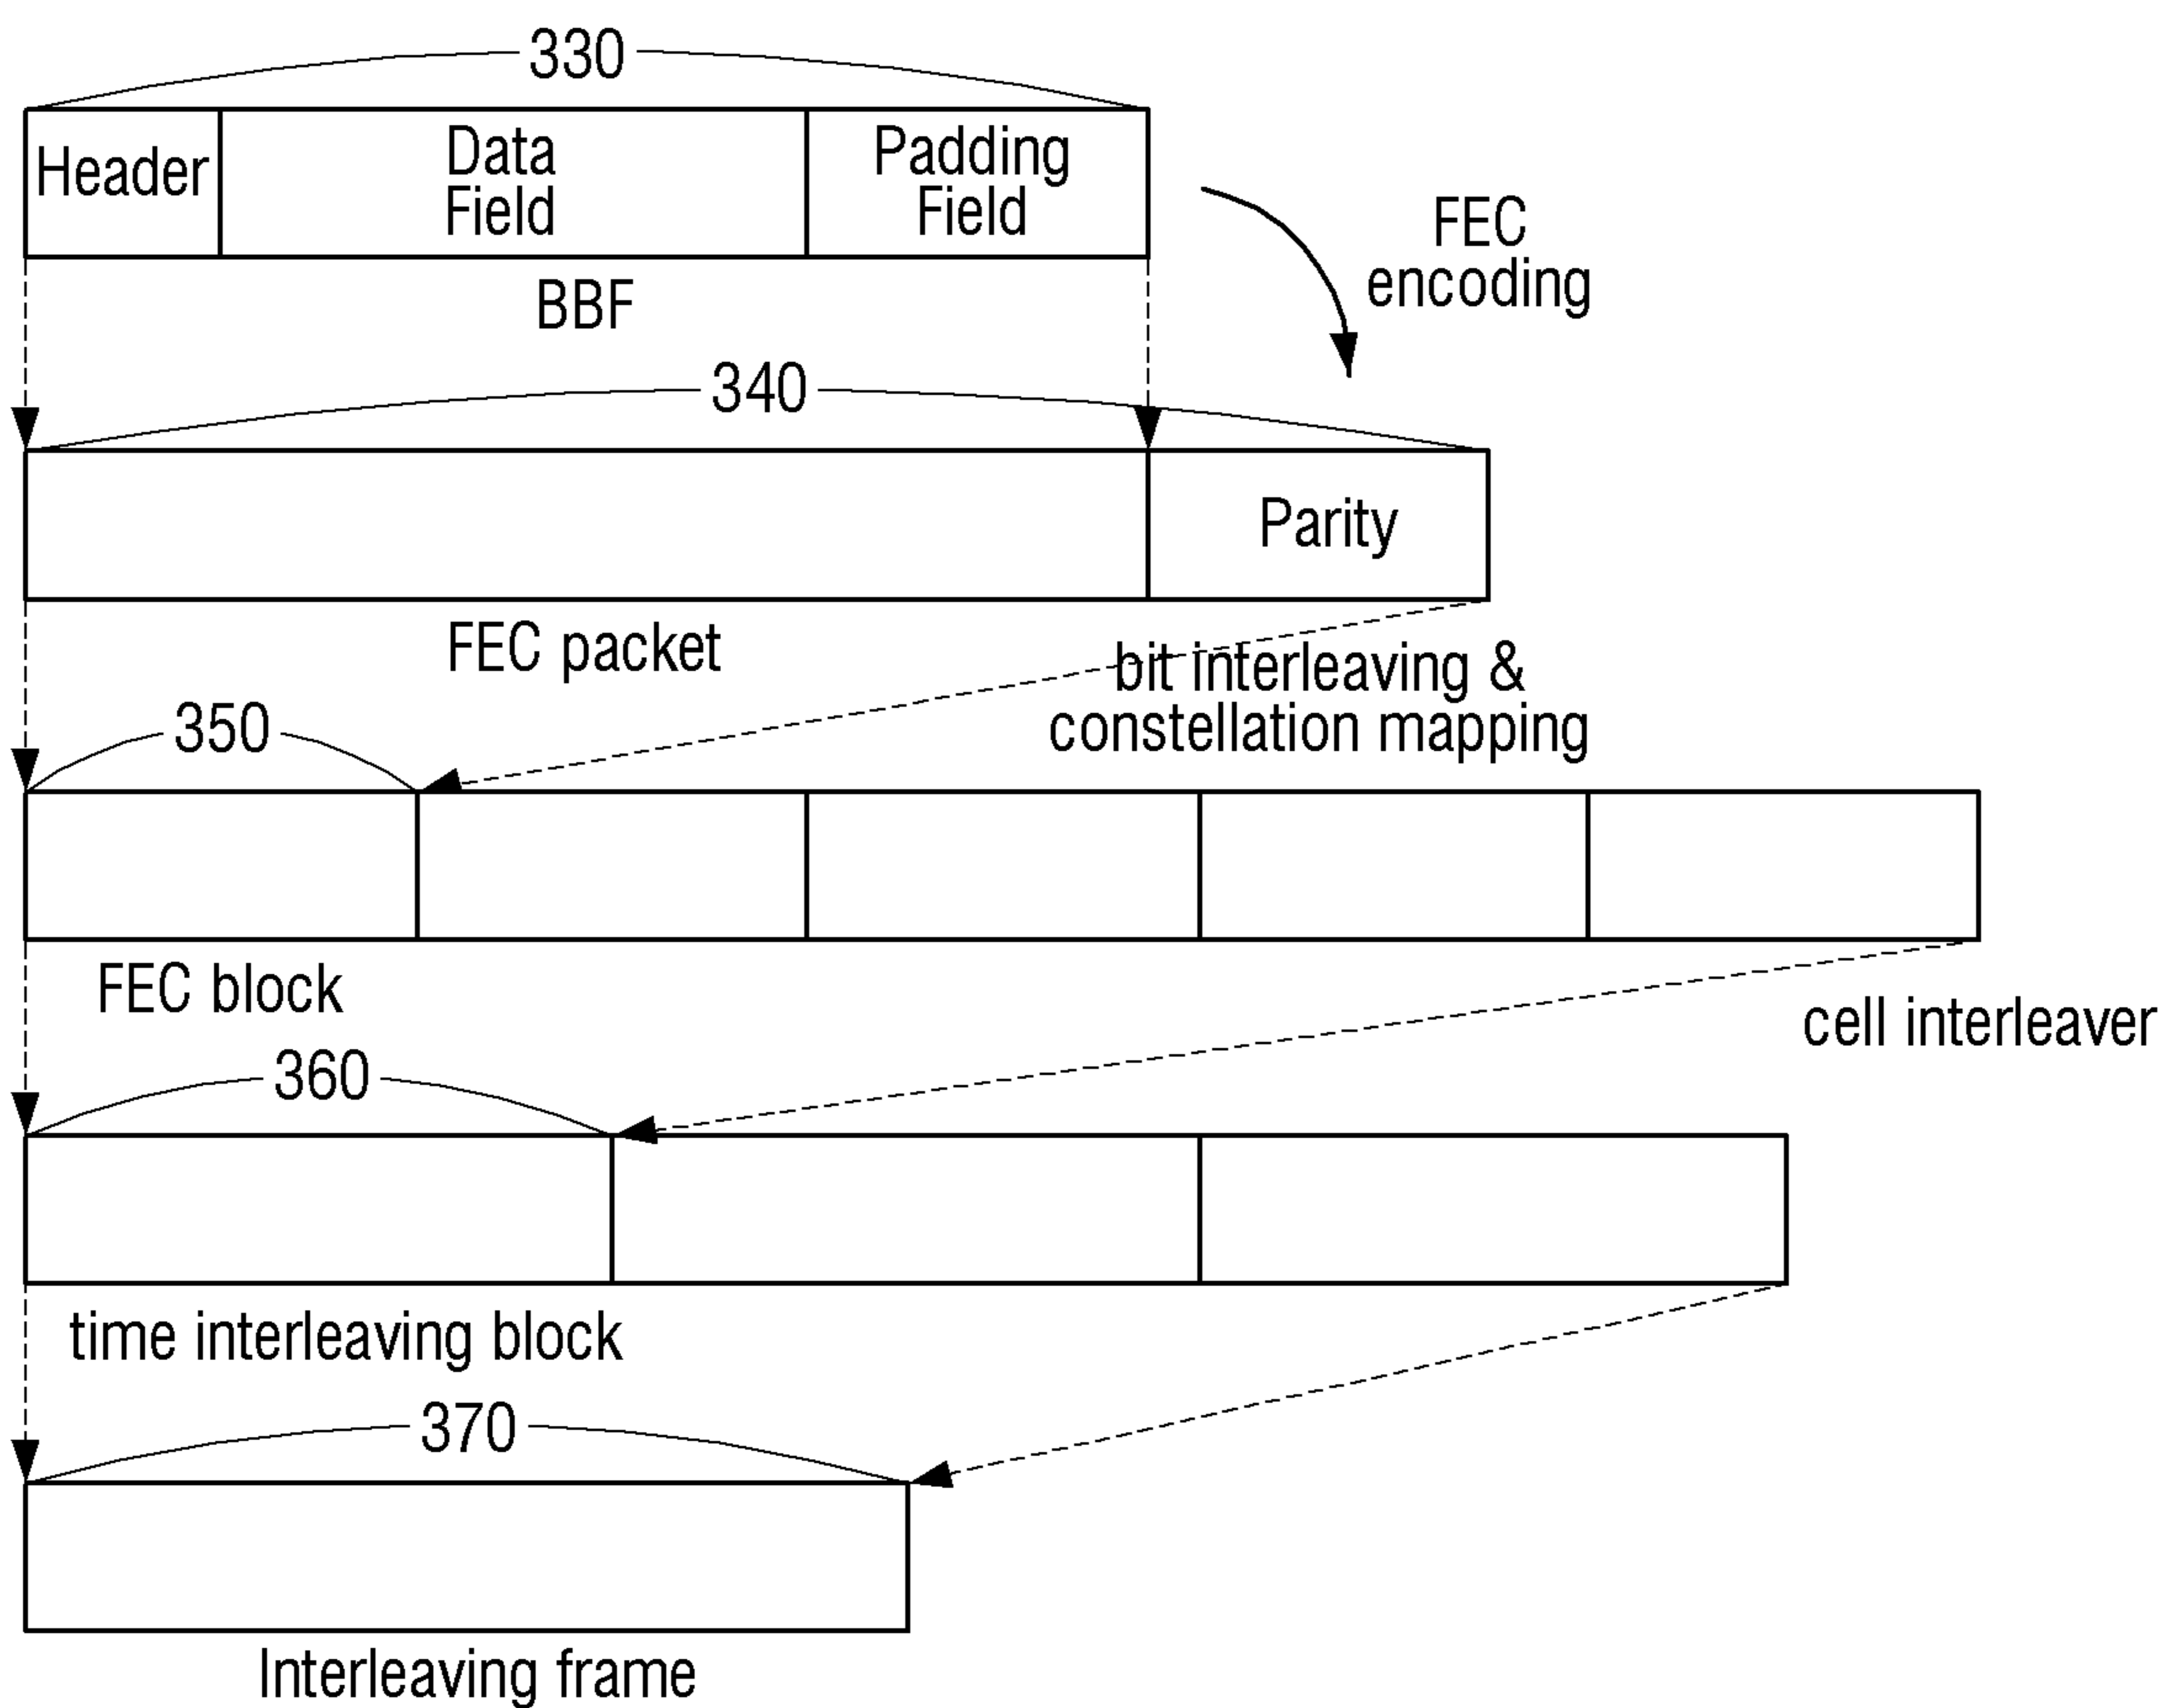 330
Header
Data
Field
Padding
Field
FEC
encoding
BBF
340
Parity
FEC packet
bit interleaving &
constellation mapping
350
FEC block
cell interleaver
360
time interleaving block
370
Interleaving frame